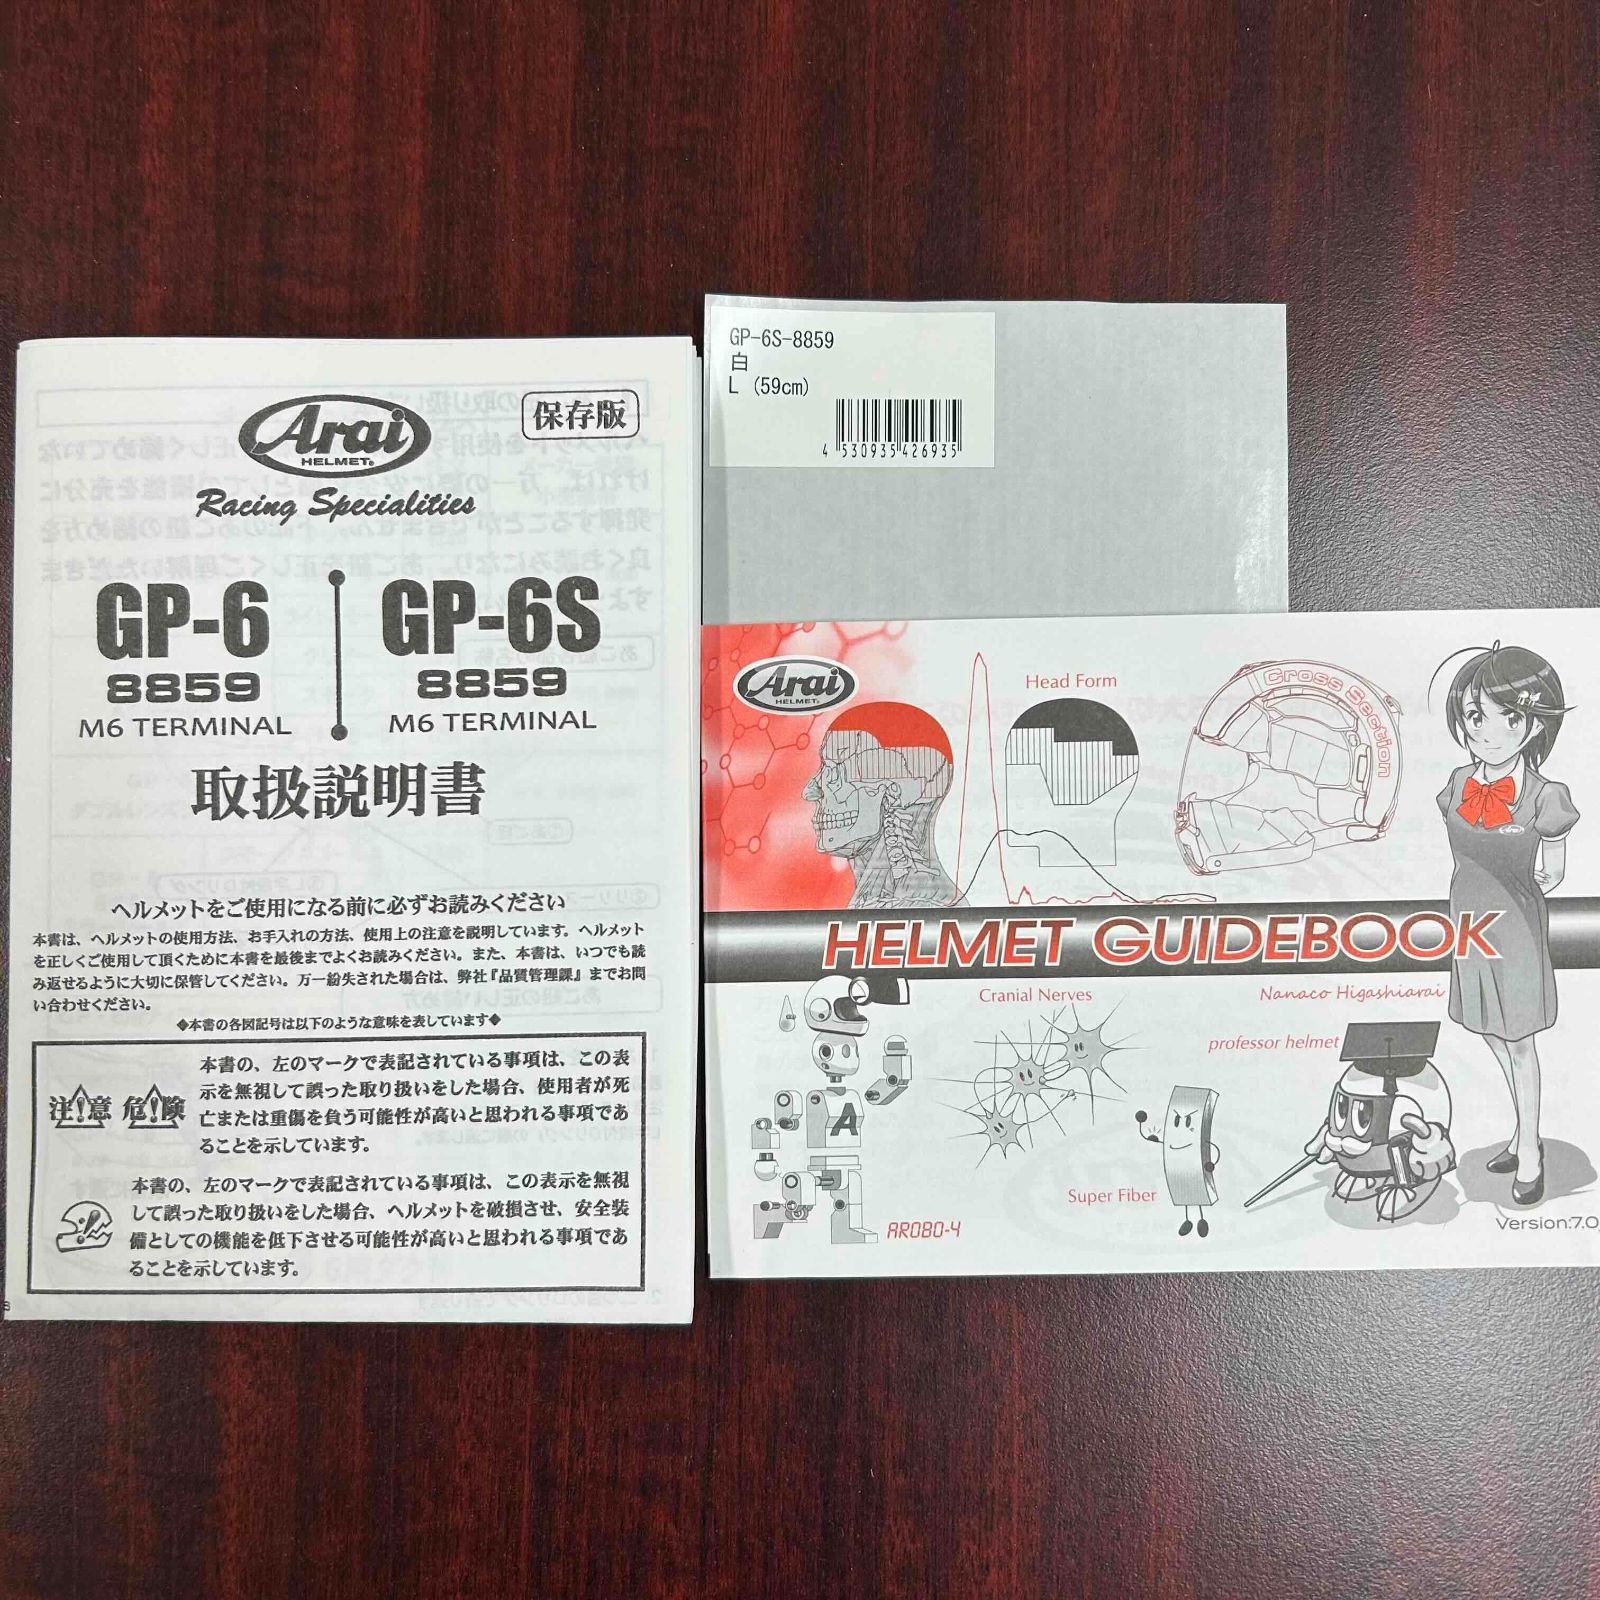 Arai
HELMET
保存版
Racing Specialities
GP-6
8859
M6 TERMINAL
GP-6S
8859
M6 TERMINAL
取扱説明書
ヘルメットをご使用になる前に必ずお読みください
本書は、ヘルメットの使用方法、お手入れの方法、使用上の注意を説明しています。ヘルメット
を正しくご使用して頂くために本書を最後までよくお読みください。また、本書は、いつでも読
み返せるように大切に保管してください。万一紛失された場合は、弊社『品質管理課』までお問
い合わせください。
◆本書の各図記号は以下のような意味を表しています◆
注!意 危!険
本書の、左のマークで表記されている事項は、この表
示を無視して誤った取り扱いをした場合、使用者が死
亡または重傷を負う可能性が高いと思われる事項であ
ることを示しています。
本書の、左のマークで表記されている事項は、この表示を無視
して誤った取り扱いをした場合、ヘルメットを破損させ、安全装
備としての機能を低下させる可能性が高いと思われる事項であ
ることを示しています。
GP-6S-8859
白
L (59cm)
4 530935 426935
Arai
HELMET
Head Form
Cross Section
Arai
HELMET GUIDEBOOK
Cranial Nerves
Nanaco Higashiarai
professor helmet
A
Super Fiber
AROBO-4
Version:7.0